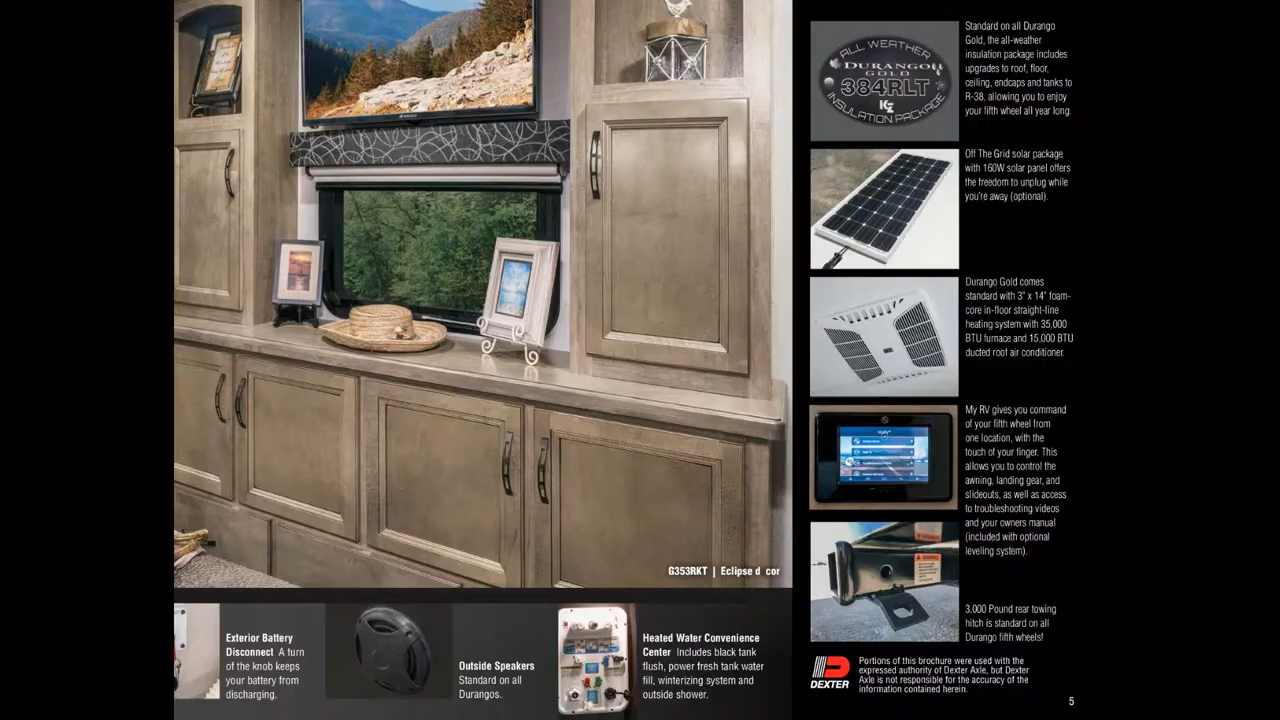 G353RKT | Eclipse d cor
Exterior Battery
Disconnect A turn
of the knob keeps
your battery from
discharging.
Outside Speakers
Standard on all
Durangos.
Heated Water Convenience
Center Includes black tank
flush, power fresh tank water
fill, winterizing system and
outside shower.
ALL WEATHER
DURANGO
GOLD
384RLT
KZ
INSULATION PACKAGE
Standard on all Durango
Gold, the all-weather
insulation package includes
upgrades to roof, floor,
ceiling, endcaps and tanks to
R-38, allowing you to enjoy
your fifth wheel all year long.
Off The Grid solar package
with 160W solar panel offers
the freedom to unplug while
you're away (optional).
Durango Gold comes
standard with 3" x 14" foam-
core in-floor straight-line
heating system with 35,000
BTU furnace and 15,000 BTU
ducted roof air conditioner.
My RV gives you command
of your fifth wheel from
one location, with the
touch of your finger. This
allows you to control the
awning, landing gear, and
slideouts, as well as access
to troubleshooting videos
and your owners manual
(included with optional
leveling system).
3,000 Pound rear towing
hitch is standard on all
Durango fifth wheels!
DEXTER
Portions of this brochure were used with the
expressed authority of Dexter Axle, but Dexter
Axle is not responsible for the accuracy of the
information contained herein.
5